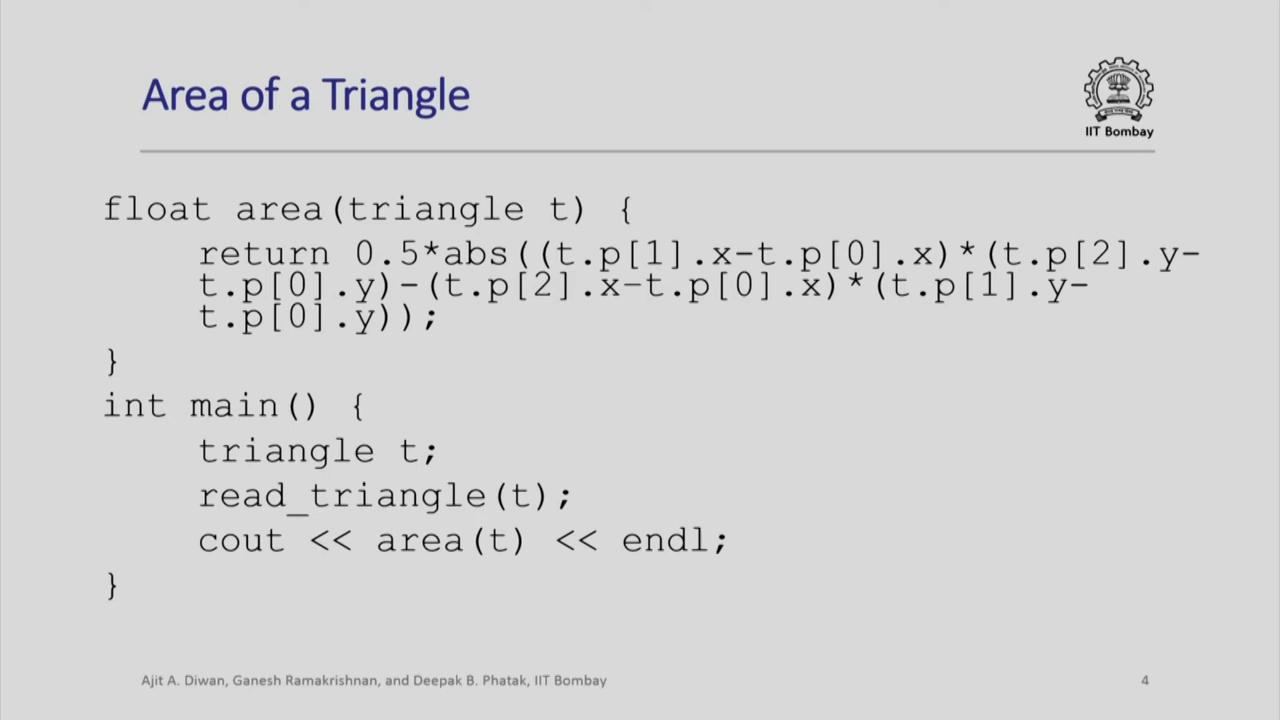 Area of a Triangle
IIT Bombay
float area(triangle t) {
return 0.5*abs((t.p[1].x-t.p[0].x)*(t.p[2].y-
t.p[0].y)-(t.p[2].x-t.p[0].x)*(t.p[1].y-
t.p[0].y));
}
int main() {
triangle t;
read_triangle(t);
cout << area(t) << endl;
}
Ajit A. Diwan, Ganesh Ramakrishnan, and Deepak B. Phatak, IIT Bombay
4